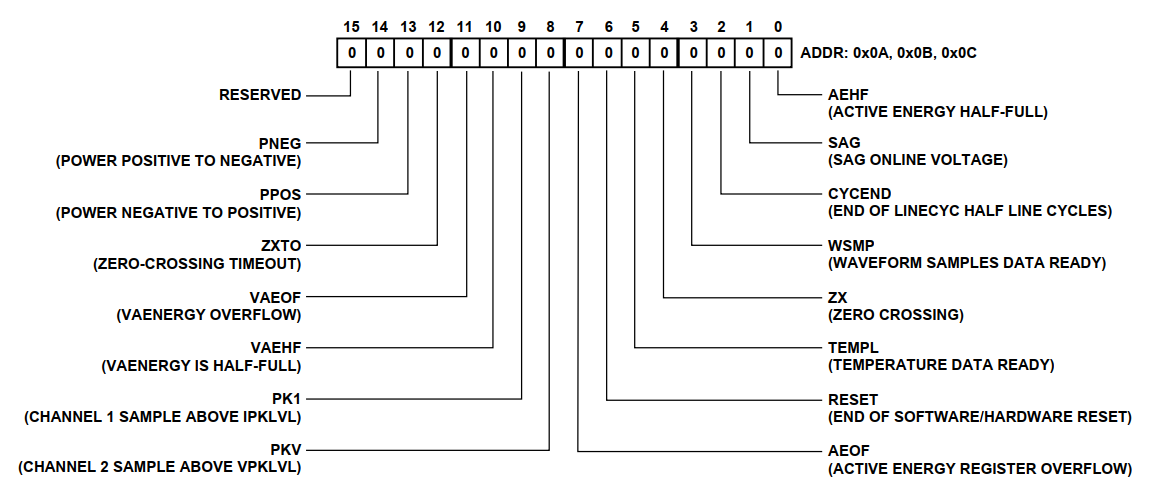 15 14 13 12 11 10 9 8 7 6 5 4 3 2 1 0
0 0 0 0 0 0 0 0 0 0 0 0 0 0 0 0 ADDR: 0x0A, 0x0B, 0x0C
RESERVED
PNEG
(POWER POSITIVE TO NEGATIVE)
PPOS
(POWER NEGATIVE TO POSITIVE)
ZXTO
(ZERO-CROSSING TIMEOUT)
VAEOF
(VAENERGY OVERFLOW)
VAEHF
(VAENERGY IS HALF-FULL)
PK1
(CHANNEL 1 SAMPLE ABOVE IPKLVL)
PKV
(CHANNEL 2 SAMPLE ABOVE VPKLVL)
AEHF
(ACTIVE ENERGY HALF-FULL)
SAG
(SAG ONLINE VOLTAGE)
CYCEND
(END OF LINECYC HALF LINE CYCLES)
WSMP
(WAVEFORM SAMPLES DATA READY)
ZX
(ZERO CROSSING)
TEMPL
(TEMPERATURE DATA READY)
RESET
(END OF SOFTWARE/HARDWARE RESET)
AEOF
(ACTIVE ENERGY REGISTER OVERFLOW)